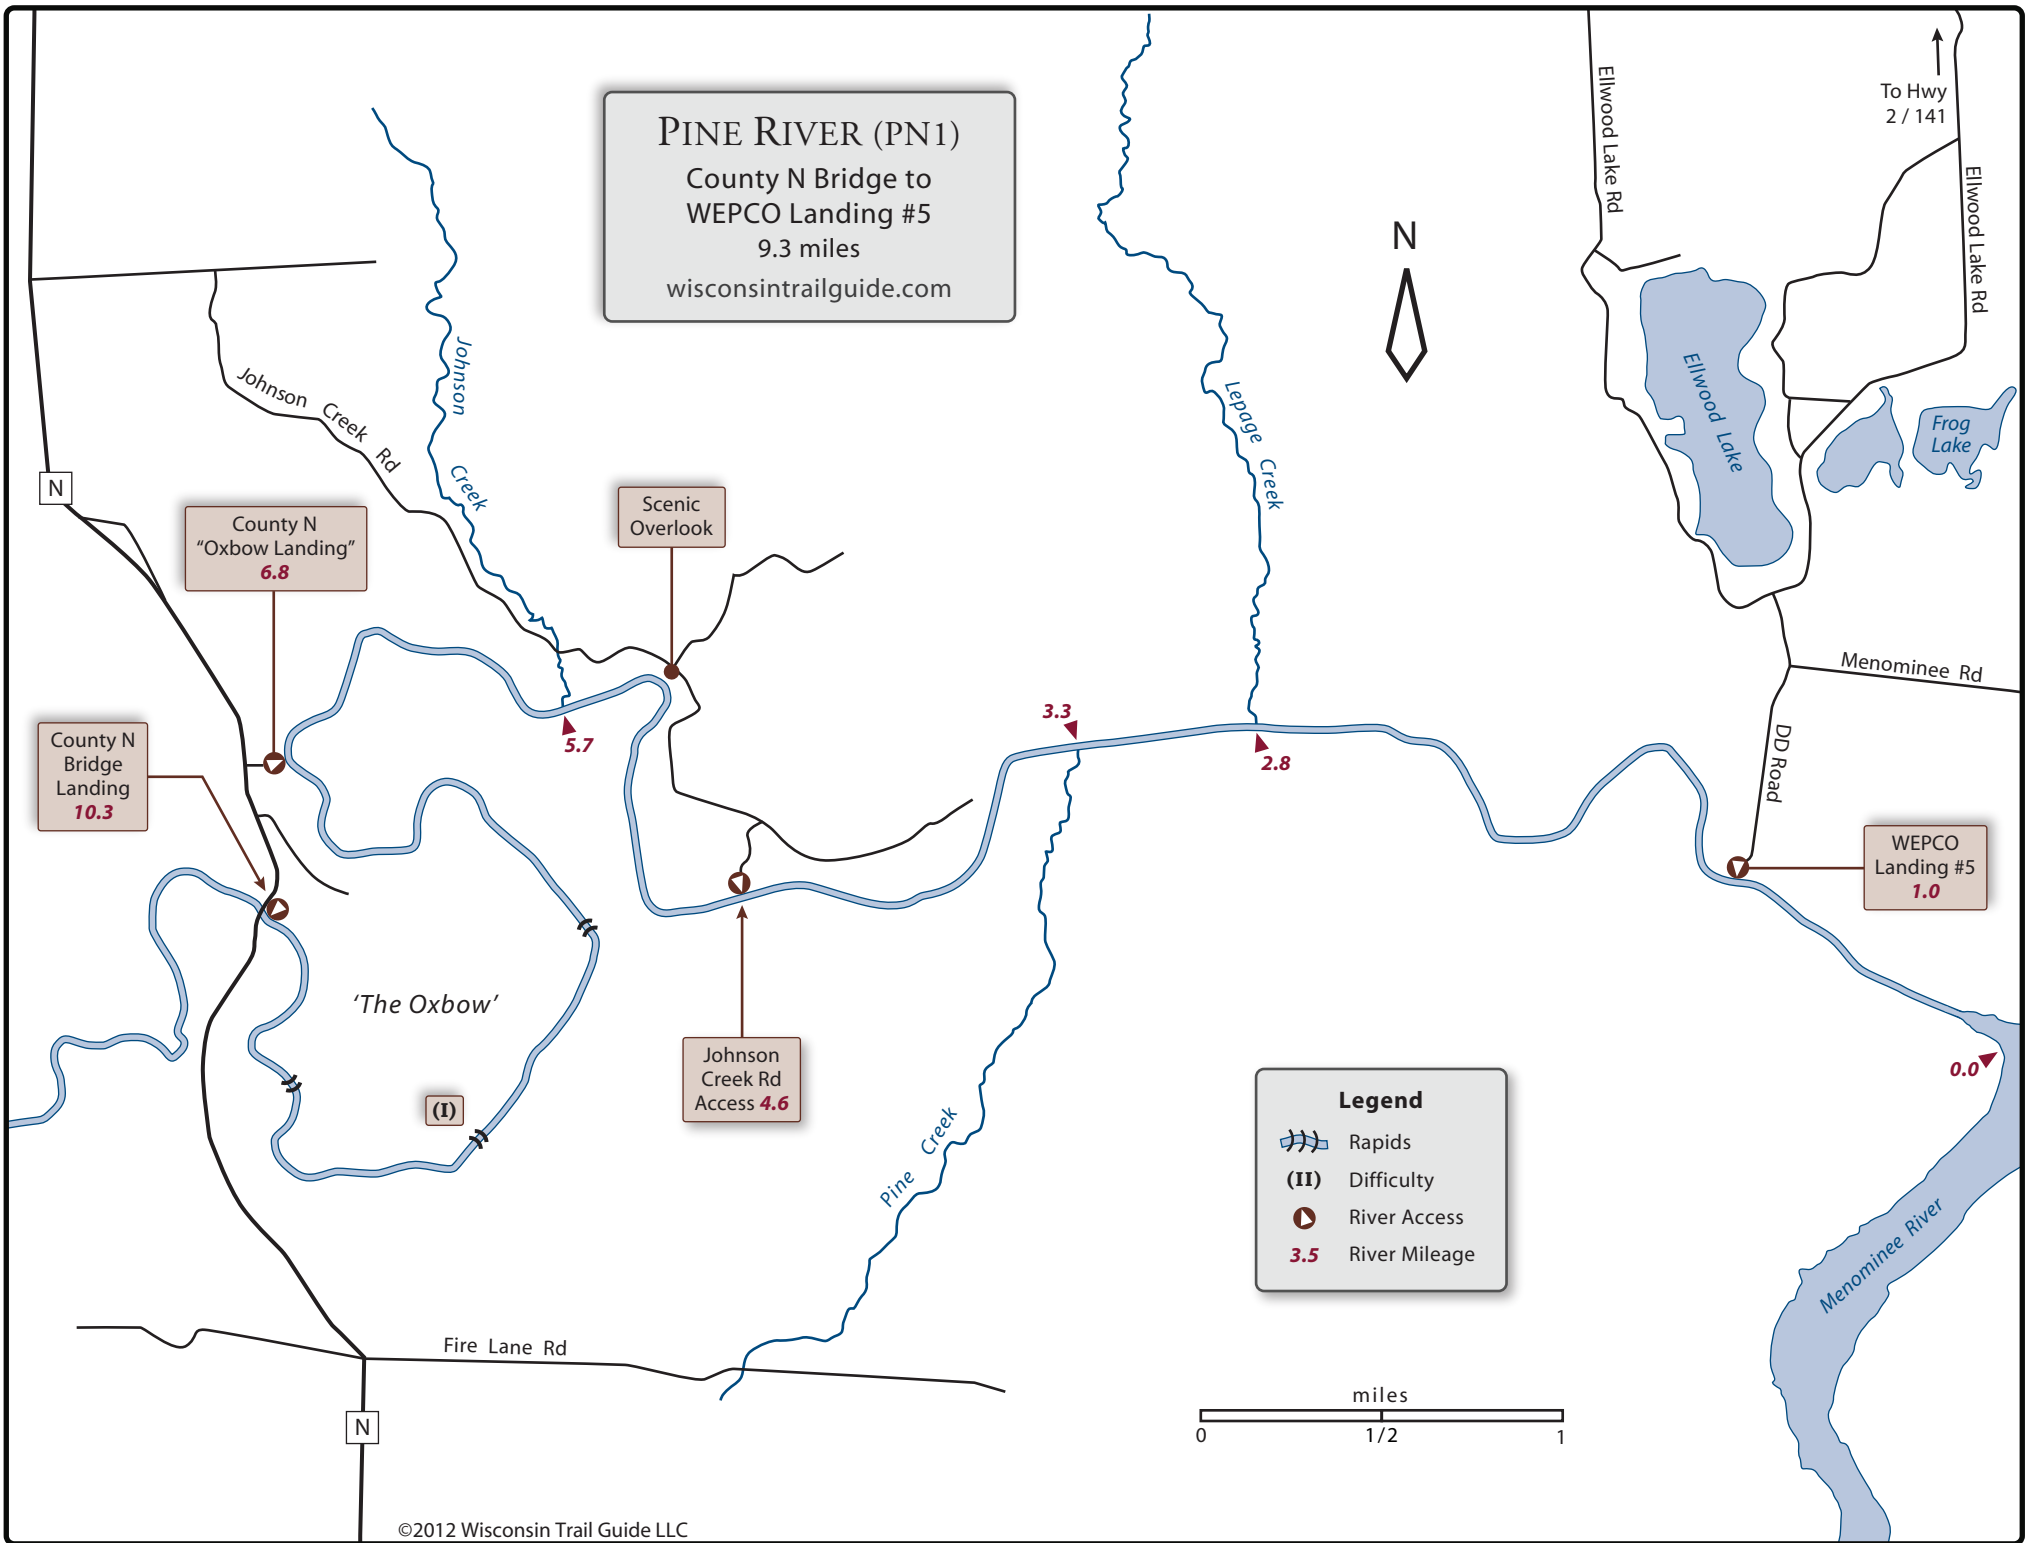 PINE RIVER (PN1)
County N Bridge to
WEPCO Landing #5
9.3 miles
wisconsintrailguide.com
N
To Hwy
2 / 141
Ellwood Lake Rd
Ellwood Lake Rd
Ellwood Lake
Frog
Lake
Johnson Creek Rd
Johnson Creek
Lepage Creek
N
County N
“Oxbow Landing”
6.8
Scenic
Overlook
County N
Bridge
Landing
10.3
5.7
3.3
2.8
Menominee Rd
DD Road
WEPCO
Landing #5
1.0
‘The Oxbow’
(I)
Johnson
Creek Rd
Access 4.6
Pine Creek
0.0
Menominee River
Legend
Rapids
(II) Difficulty
River Access
3.5 River Mileage
Fire Lane Rd
N
miles
0 1/2 1
©2012 Wisconsin Trail Guide LLC